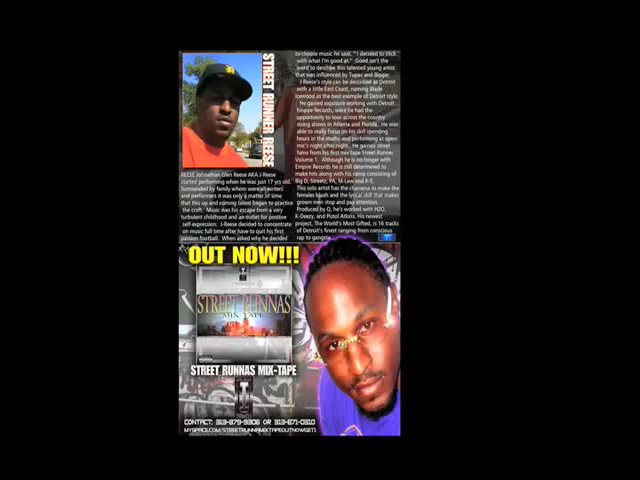 STREET RUNNER REESE
REESE Johnathan Glen Reese AKA J-Reese
started performing when he was just 17 yrs old.
Surrounded by family whom were all writers
and performers it was only a matter of time
that this up and coming talent began to practice
the craft. Music was his escape from a very
turbulent childhood and an outlet for positive
self-expression. J-Reese decided to concentrate
on music full time after have to quit his first
passion football. When asked why he decided
to choose music he said, "I decided to stick
with what I'm good at." Good isn't the
word to describe this talented young artist
that was influenced by Tupac and Biggie.
J-Reese's style can be described as Detroit
with a little East Coast, naming Blade
Icewood as the best example of Detroit style.
He gained exposure working with Detroit
Empire Records, were he had the
opportunity to tour across the country
doing shows in Atlanta and Florida. He was
able to really focus on his skill spending
hours in the studio and performing at open
mic's night after night. He gained street
fame from his first mix tape Street Runner
Volume 1. Although he is no longer with
Empire Records he is still determined to
make hits along with his camp consisting of
Big D, Streetz, PA, M-Lew and K-E.
This solo artist has the charisma to make the
females blush and the lyrical skill that makes
grown men stop and pay attention.
Produced by Q, he's worked with H2O,
K-Deezy, and Pistol Atkins. His newest
project, The World's Most Gifted, is 16 tracks
of Detroit's finest ranging from conscious
rap to gangsta.
OUT NOW!!!
STREET RUNNAS
MIX TAPE
STREET RUNNAS MIX-TAPE
CONTACT: 313-879-9306 OR 313-671-0310
MYSPACE.COM/STREETRUNNAMIXTAPEOUTNOWGET1